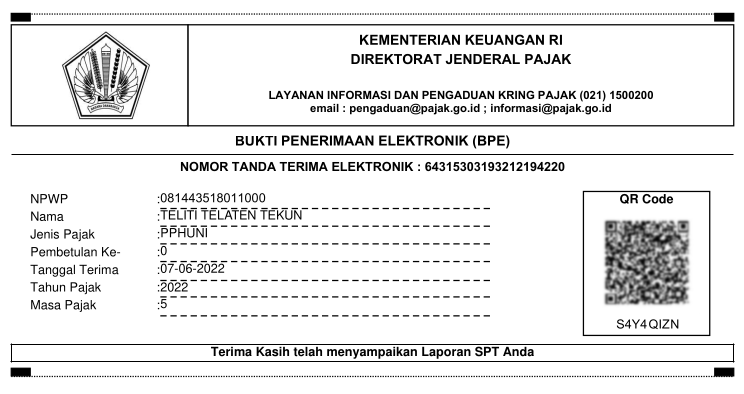 KEMENTERIAN KEUANGAN RI
DIREKTORAT JENDERAL PAJAK
LAYANAN INFORMASI DAN PENGADUAN KRING PAJAK (021) 1500200
email : pengaduan@pajak.go.id ; informasi@pajak.go.id
BUKTI PENERIMAAN ELEKTRONIK (BPE)
NOMOR TANDA TERIMA ELEKTRONIK : 64315303193212194220
NPWP :081443518011000
Nama :TELITI TELATEN TEKUN
Jenis Pajak :PPHUNI
Pembetulan Ke- :0
Tanggal Terima :07-06-2022
Tahun Pajak :2022
Masa Pajak :5
QR Code
S4Y4QIZN
Terima Kasih telah menyampaikan Laporan SPT Anda